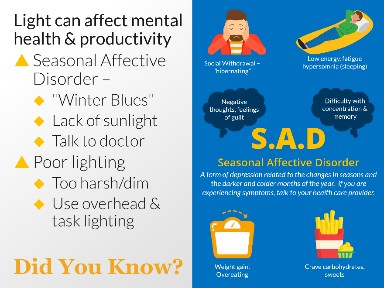 Light can affect mental
health & productivity
Seasonal Affective
Disorder –
"Winter Blues"
Lack of sunlight
Talk to doctor
Poor lighting
Too harsh/dim
Use overhead &
task lighting
Did You Know?
Social Withdrawal –
"hibernating"
Low energy, fatigue
hypersomnia (sleeping)
Negative
thoughts, feelings
of guilt
Difficulty with
concentration &
memory
S.A.D
Seasonal Affective Disorder
A form of depression related to the changes in seasons and
the darker and colder months of the year. If you are
experiencing symptoms, talk to your health care provider.
Weight gain,
Overeating
Crave carbohydrates,
sweets